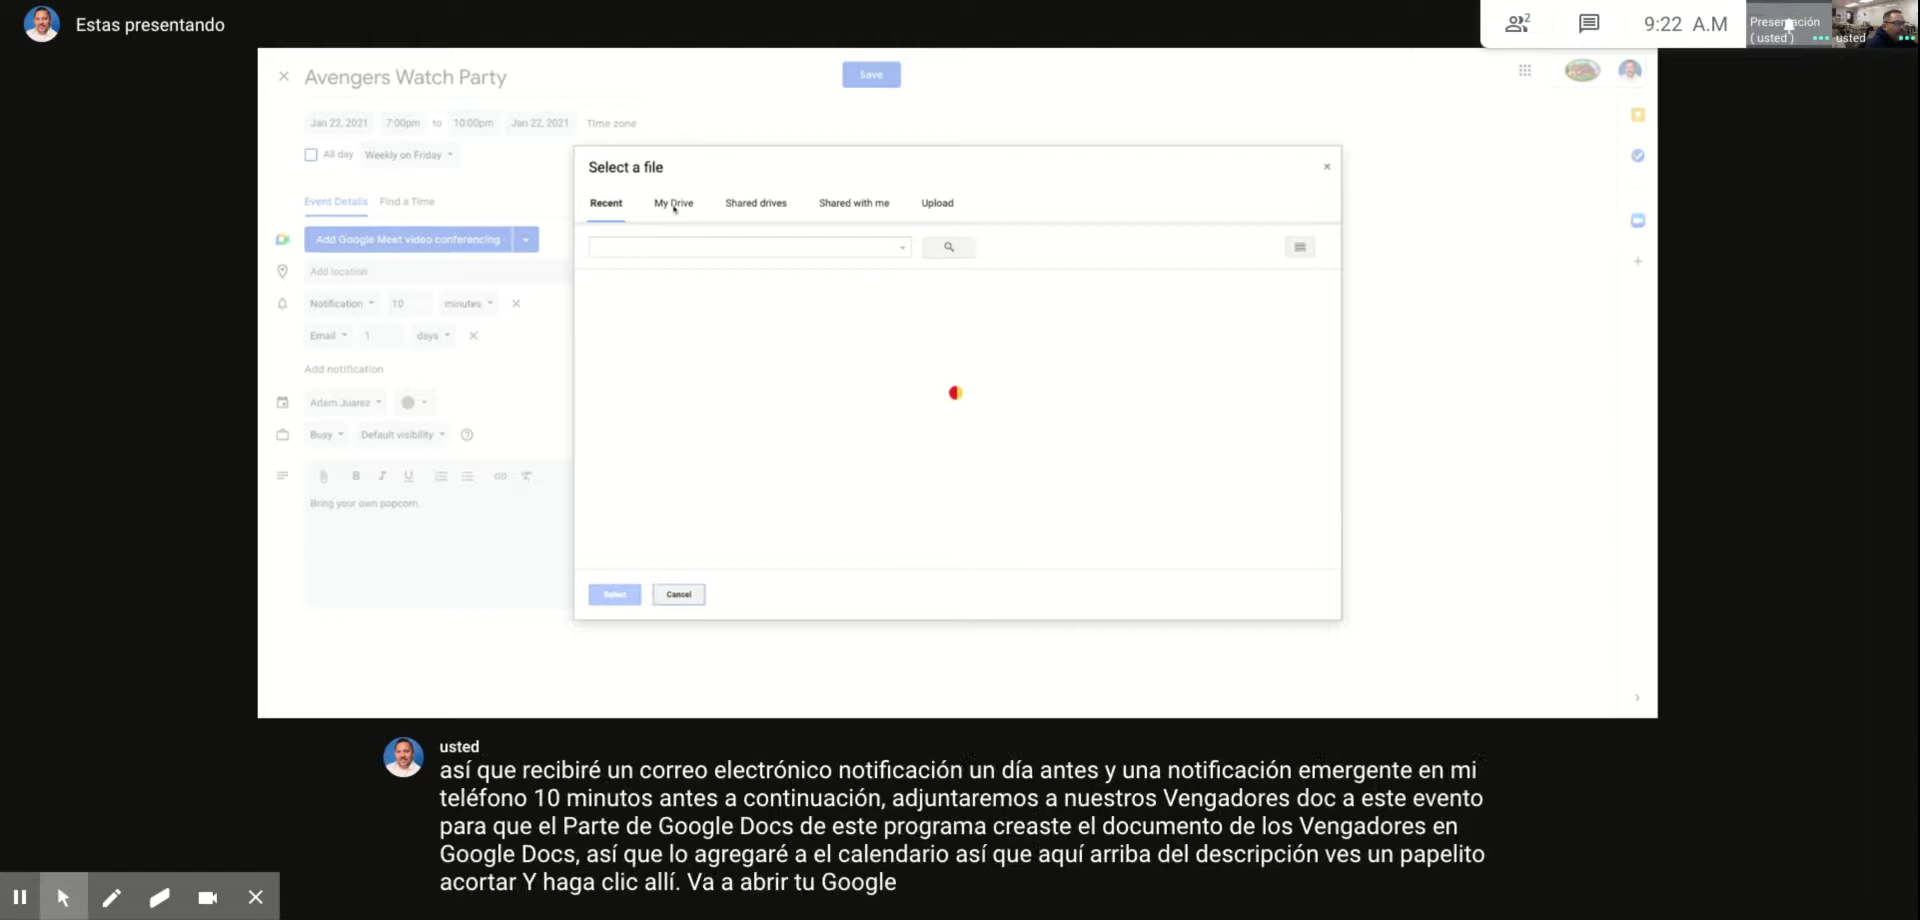 Estas presentando
2
9:22 A.M
Presentación
( usted )
usted
Avengers Watch Party
Save
Jan 22, 2021 7:00pm to 10:00pm Jan 22, 2021 Time zone
All day Weekly on Friday
Select a file
Recent My Drive Shared drives Shared with me Upload
Event Details Find a Time
Add Google Meet video conferencing
Add location
Notification 10 minutes
Email 1 days
Add notification
Adam Juarez
Busy Default visibility
B I U
Bring your own popcorn.
Select Cancel
usted
así que recibiré un correo electrónico notificación un día antes y una notificación emergente en mi
teléfono 10 minutos antes a continuación, adjuntaremos a nuestros Vengadores doc a este evento
para que el Parte de Google Docs de este programa creaste el documento de los Vengadores en
Google Docs, así que lo agregaré a el calendario así que aquí arriba del descripción ves un papelito
acortar Y haga clic allí. Va a abrir tu Google